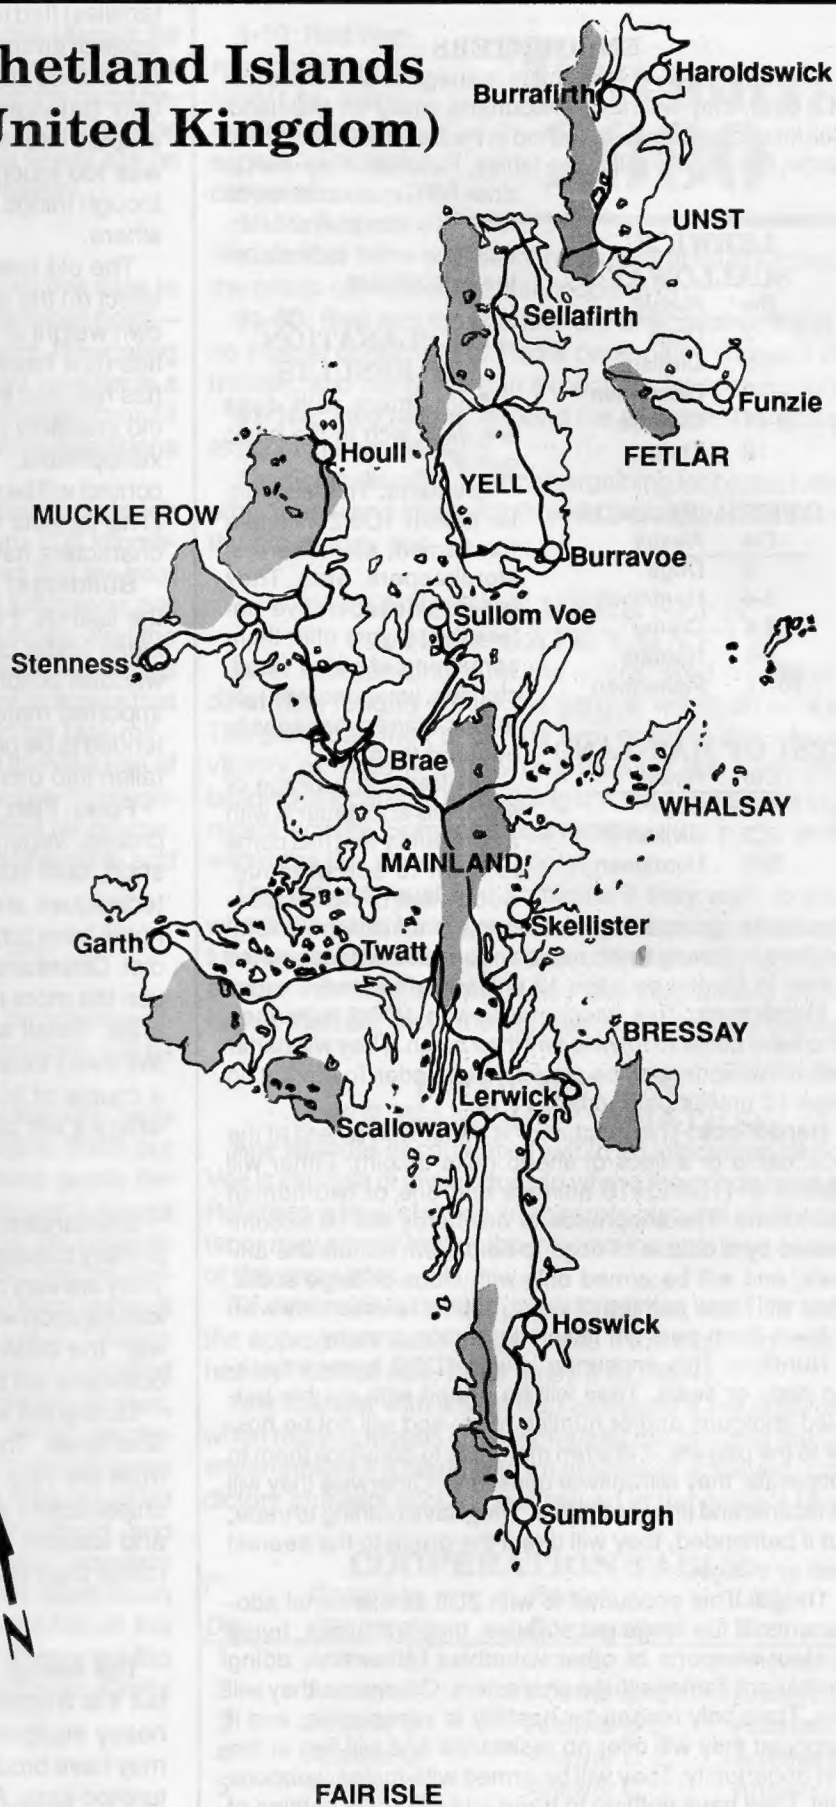 hetland Islands
United Kingdom)
Haroldswick
Burrafirth
UNST
Sellafirth
Funzie
FETLAR
Houll
YELL
MUCKLE ROW
Burravoe
Sullom Voe
Stenness
Brae
WHALSAY
MAINLAND
Skellister
Garth
Twatt
BRESSAY
Lerwick
Scalloway
Hoswick
Sumburgh
N
FAIR ISLE